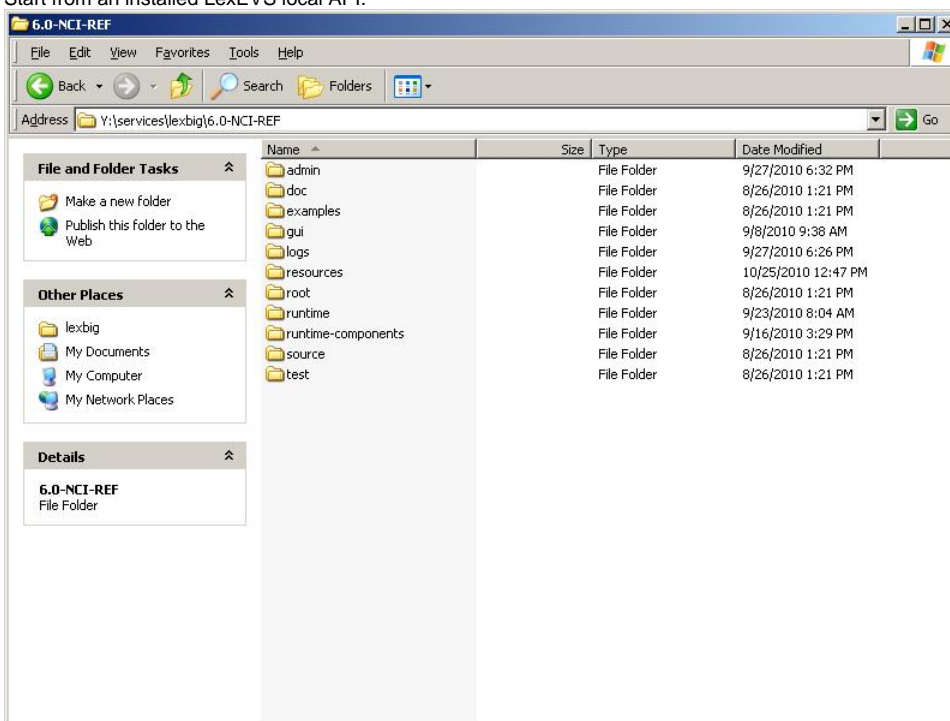 Start from an installed LexEVS local API.
6.0-NCI-REF
File Edit View Favorites Tools Help
Back Search Folders
Address Y:\services\lexbig\6.0-NCI-REF Go
Name Size Type Date Modified
File and Folder Tasks
Make a new folder
Publish this folder to the
Web
Other Places
lexbig
My Documents
My Computer
My Network Places
Details
6.0-NCI-REF
File Folder
admin File Folder 9/27/2010 6:32 PM
doc File Folder 8/26/2010 1:21 PM
examples File Folder 8/26/2010 1:21 PM
gui File Folder 9/8/2010 9:38 AM
logs File Folder 9/27/2010 6:26 PM
resources File Folder 10/25/2010 12:47 PM
root File Folder 8/26/2010 1:21 PM
runtime File Folder 9/23/2010 8:04 AM
runtime-components File Folder 9/16/2010 3:29 PM
source File Folder 8/26/2010 1:21 PM
test File Folder 8/26/2010 1:21 PM